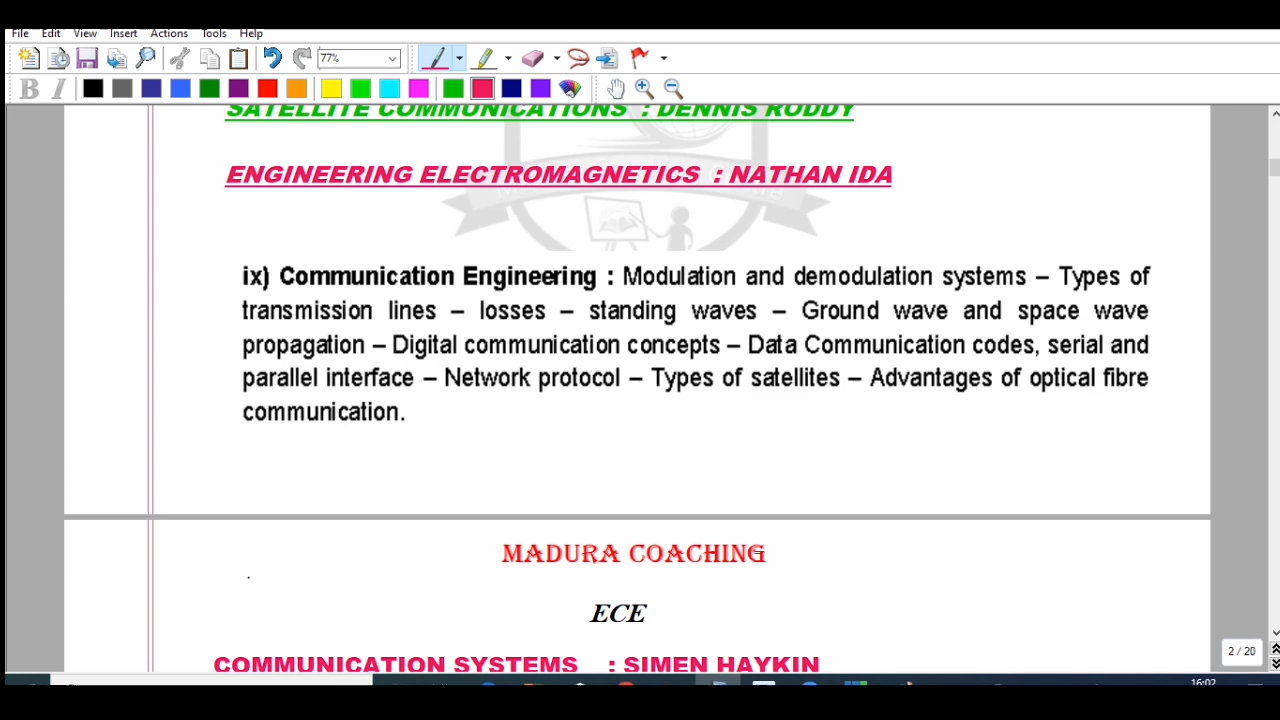 File Edit View Insert Actions Tools Help
77%
B I
SATELLITE COMMUNICATIONS : DENNIS RODDY
ENGINEERING ELECTROMAGNETICS : NATHAN IDA
ix) Communication Engineering : Modulation and demodulation systems – Types of
transmission lines – losses – standing waves – Ground wave and space wave
propagation – Digital communication concepts – Data Communication codes, serial and
parallel interface – Network protocol – Types of satellites – Advantages of optical fibre
communication.
MADURA COACHING
ECE
COMMUNICATION SYSTEMS : SIMEN HAYKIN
2 / 20
16:02